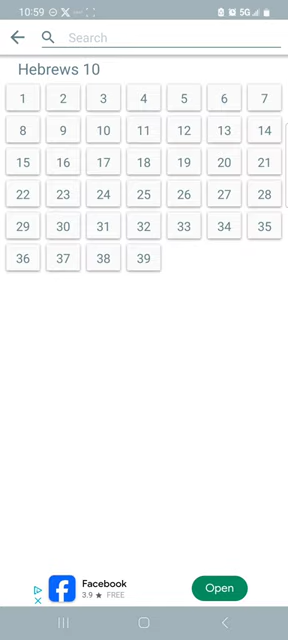 10:59 5G
Search
Hebrews 10
1 2 3 4 5 6 7
8 9 10 11 12 13 14
15 16 17 18 19 20 21
22 23 24 25 26 27 28
29 30 31 32 33 34 35
36 37 38 39
Facebook
3.9 ★ FREE
Open